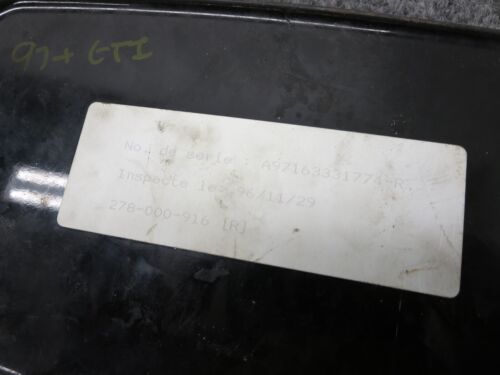 97+ GTI
No. de serie : A97163331774-R
Inspecte le: 96/11/29
278-000-916 [R]